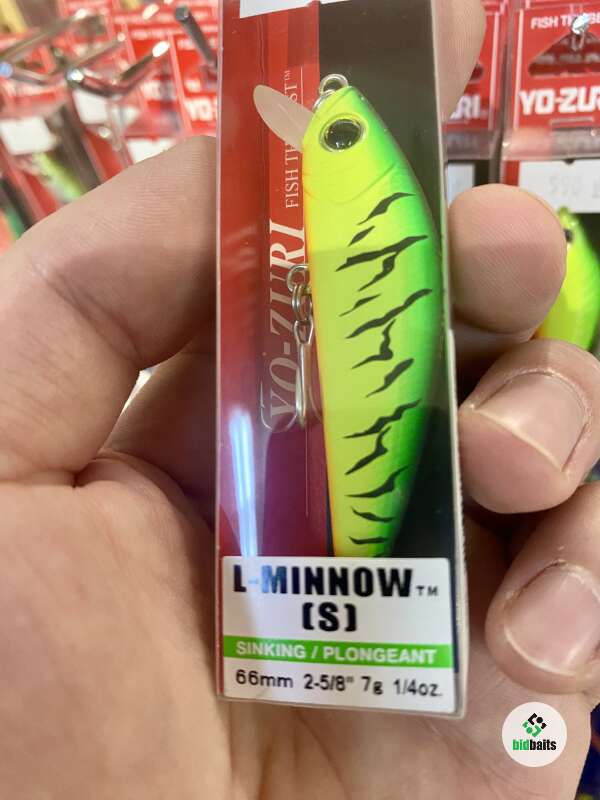 FISH THE BEST™
YO-ZURI
L-MINNOW™
(S)
SINKING / PLONGEANT
66mm 2-5/8" 7g 1/4oz.
FISH THE BE
YO-ZURI
bidbaits